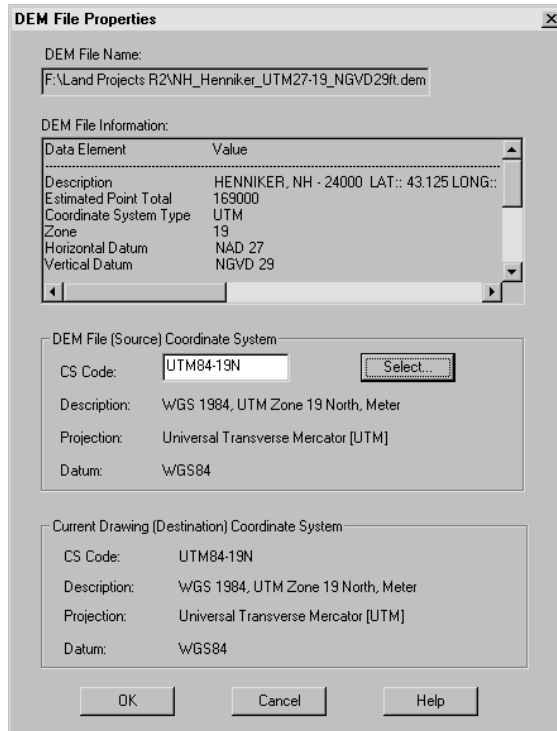 DEM File Properties
DEM File Name:
F:\Land Projects R2\NH_Henniker_UTM27-19_NGVD29ft.dem
DEM File Information:
Data Element Value
Description HENNIKER, NH - 24000 LAT:: 43.125 LONG::
Estimated Point Total 169000
Coordinate System Type UTM
Zone 19
Horizontal Datum NAD 27
Vertical Datum NGVD 29
DEM File (Source) Coordinate System
CS Code: UTM84-19N Select...
Description: WGS 1984, UTM Zone 19 North, Meter
Projection: Universal Transverse Mercator [UTM]
Datum: WGS84
Current Drawing (Destination) Coordinate System
CS Code: UTM84-19N
Description: WGS 1984, UTM Zone 19 North, Meter
Projection: Universal Transverse Mercator [UTM]
Datum: WGS84
OK Cancel Help